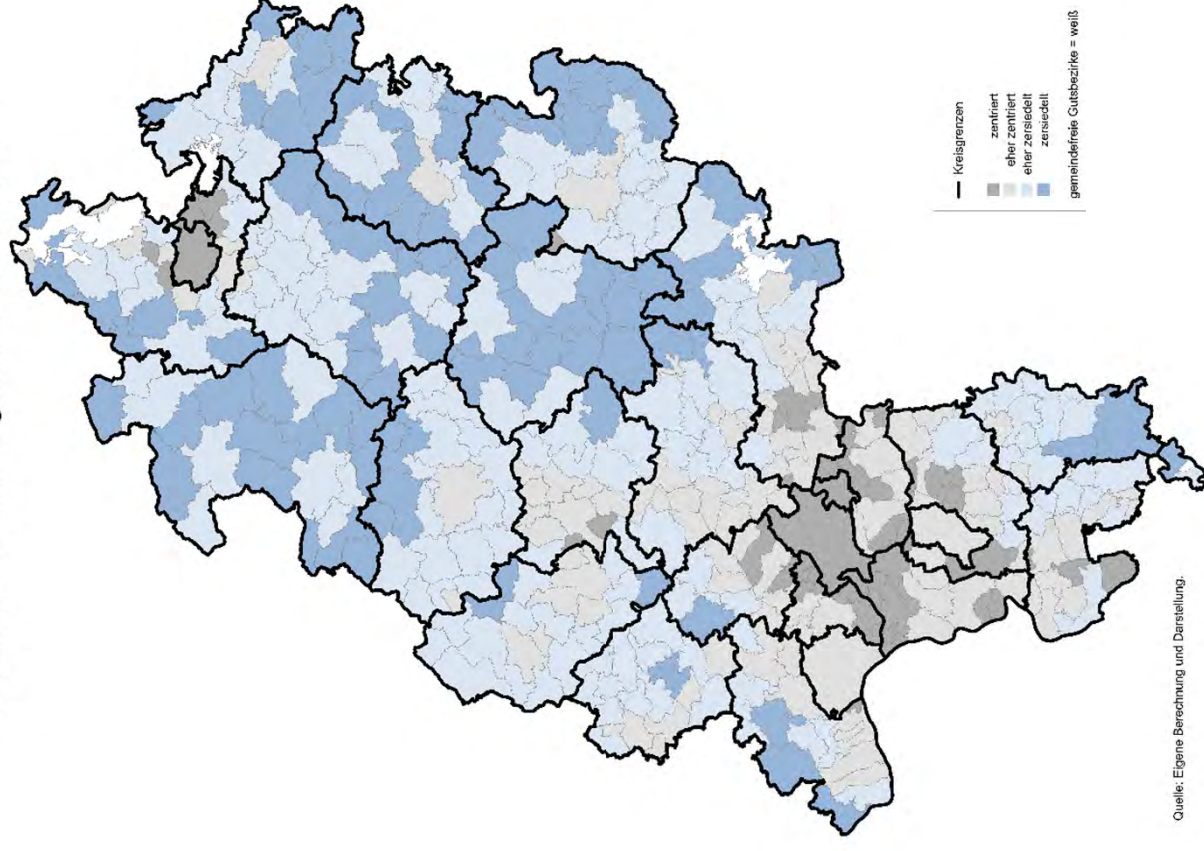 Kreisgrenzen
zentriert
eher zentriert
eher zersiedelt
zersiedelt
gemeindefreie Gutsbezirke = weiß
Quelle: Eigene Berechnung und Darstellung.